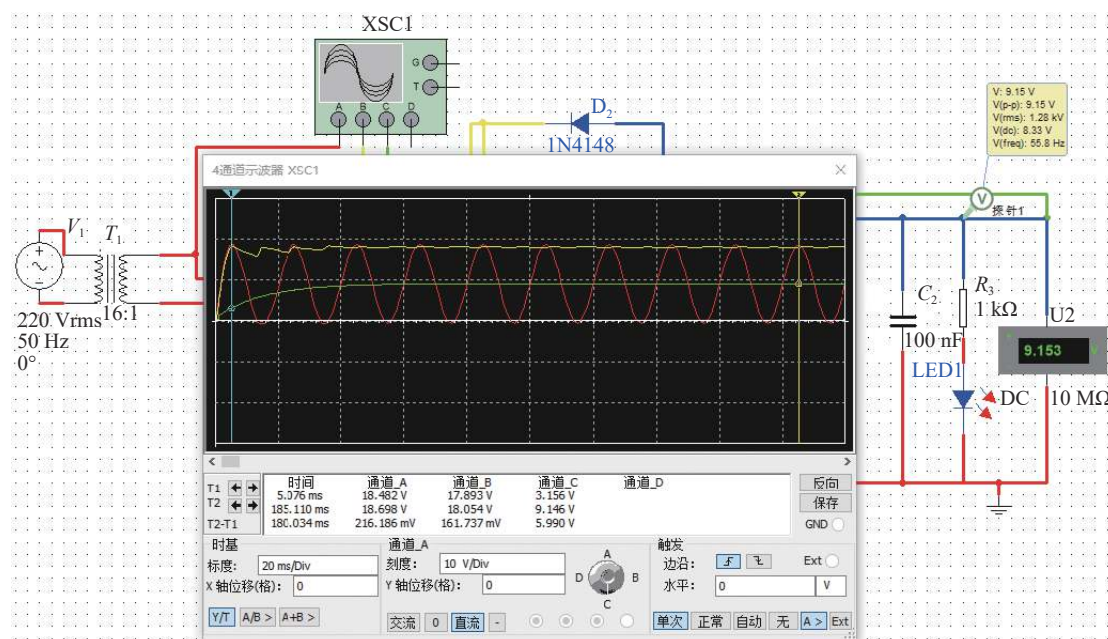 XSC1
G
T
A B C D
D2
1N4148
V: 9.15 V
V(p-p): 9.15 V
V(rms): 1.28 kV
V(dc): 8.33 V
V(freq): 55.8 Hz
V
探针1
4通道示波器 XSC1
1 2
V1
T1
16:1
220 Vrms
50 Hz
0°
C2
100 nF
R3
1 kΩ
LED1
DC
U2
9.153 V
10 MΩ
时间 通道_A 通道_B 通道_C 通道_D
T1 5.076 ms 18.482 V 17.893 V 3.156 V
T2 185.110 ms 18.698 V 18.054 V 9.146 V
T2-T1 180.034 ms 216.186 mV 161.737 mV 5.990 V
反向
保存
GND
时基
标度: 20 ms/Div
X 轴位移(格): 0
Y/T A/B > A+B >
通道_A
刻度: 10 V/Div
Y 轴位移(格): 0
交流 0 直流 -
A
D B
C
触发
边沿: Ext
水平: 0 V
单次 正常 自动 无 A > Ext